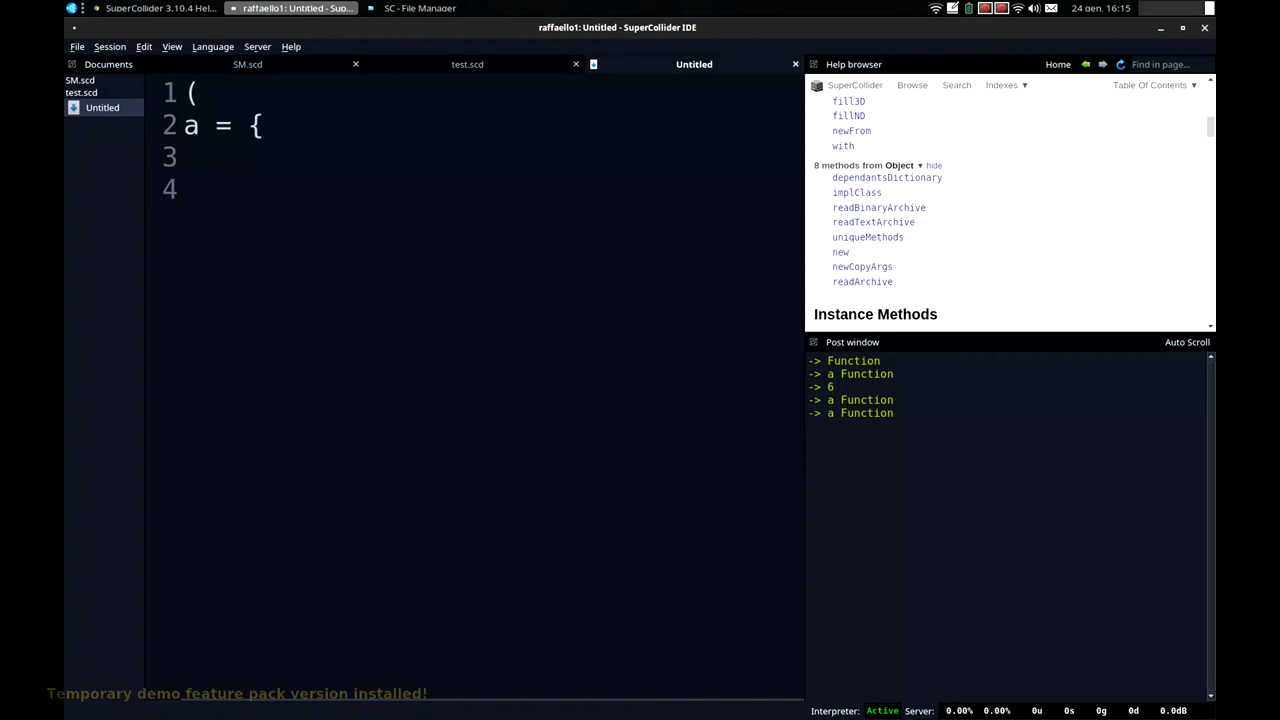 SuperCollider 3.10.4 Hel...
raffaello1: Untitled - Sup...
SC - File Manager
24 gen. 16:15
raffaello1: Untitled - SuperCollider IDE
File Session Edit View Language Server Help
Documents
SM.scd
test.scd
Untitled
SM.scd
test.scd
Untitled
1 (
2 a = {
3
4
Help browser
Home
Find in page...
SuperCollider Browse Search Indexes ▼ Table Of Contents ▼
fill3D
fillND
newFrom
with
8 methods from Object ▾ hide
dependantsDictionary
implClass
readBinaryArchive
readTextArchive
uniqueMethods
new
newCopyArgs
readArchive
Instance Methods
Post window
Auto Scroll
-> Function
-> a Function
-> 6
-> a Function
-> a Function
Temporary demo feature pack version installed!
Interpreter: Active Server: 0.00% 0.00% 0u 0s 0g 0d 0.0dB